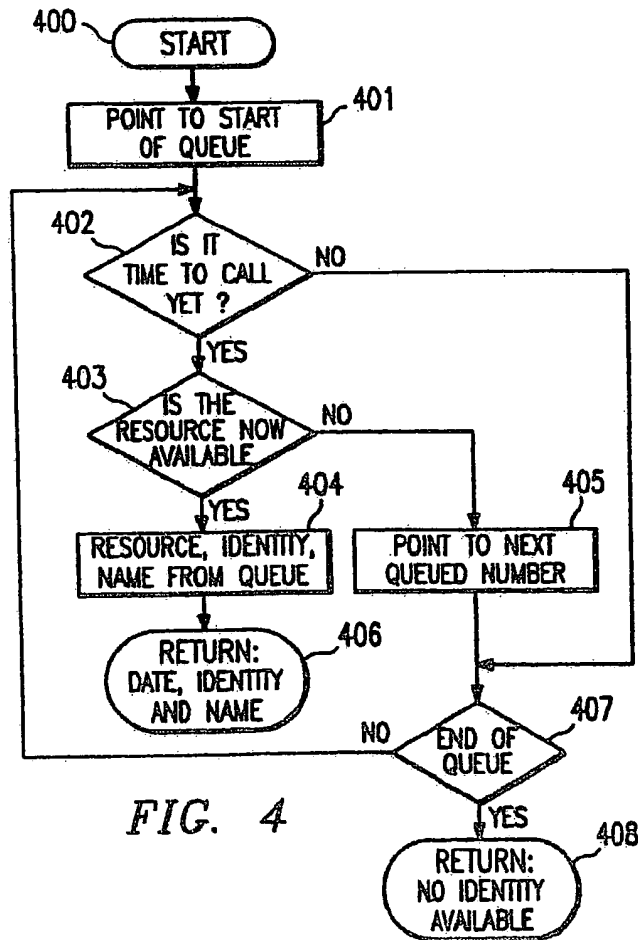 400
START
401
POINT TO START
OF QUEUE
402
IS IT
TIME TO CALL
YET ?
NO
YES
403
IS THE
RESOURCE NOW
AVAILABLE
NO
YES
404
RESOURCE, IDENTITY,
NAME FROM QUEUE
405
POINT TO NEXT
QUEUED NUMBER
RETURN:
DATE, IDENTITY
AND NAME
406
NO
END OF
QUEUE
407
YES
FIG. 4
RETURN:
NO IDENTITY
AVAILABLE
408